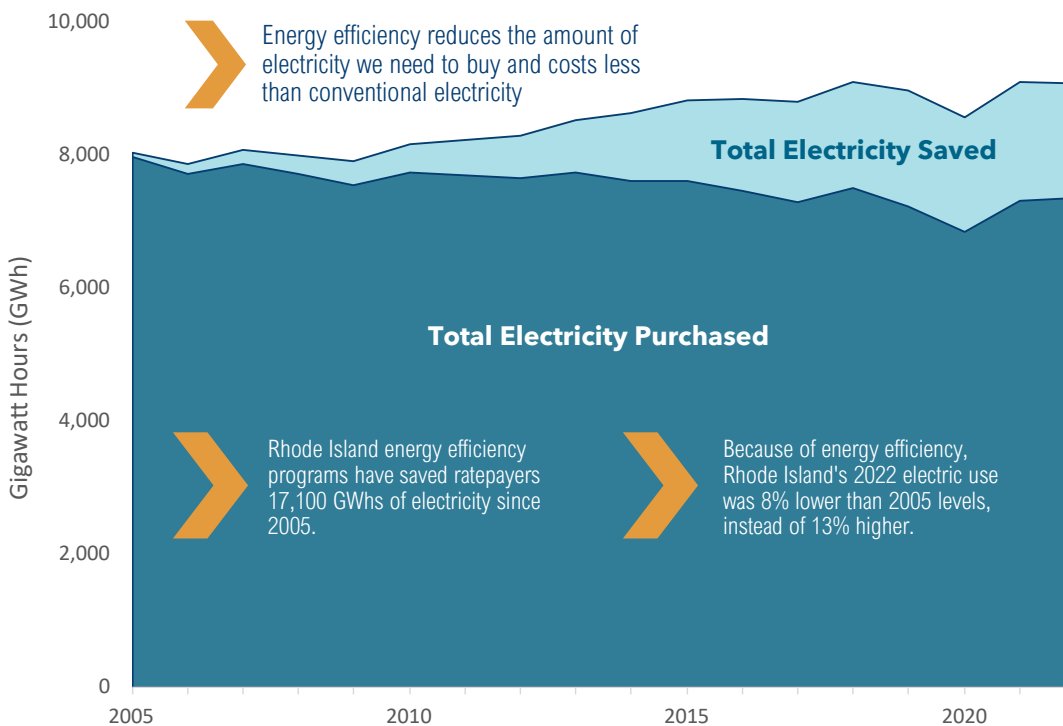 10,000
Energy efficiency reduces the amount of
electricity we need to buy and costs less
than conventional electricity
8,000
Total Electricity Saved
6,000
Gigawatt Hours (GWh)
Total Electricity Purchased
4,000
Rhode Island energy efficiency
programs have saved ratepayers
17,100 GWhs of electricity since
2005.
Because of energy efficiency,
Rhode Island's 2022 electric use
was 8% lower than 2005 levels,
instead of 13% higher.
2,000
0
2005
2010
2015
2020